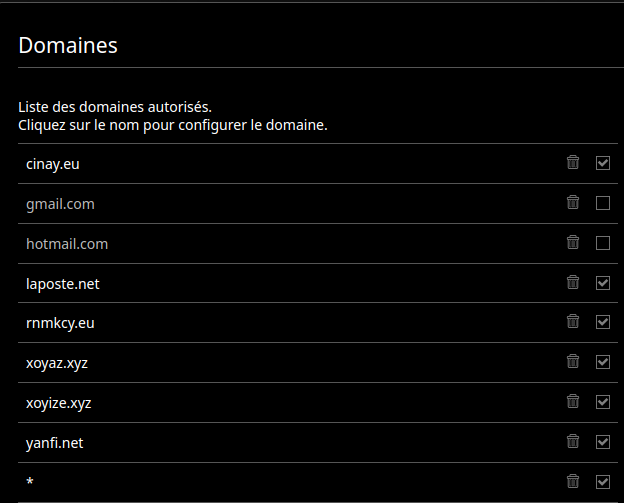 Domaines
Liste des domaines autorisés.
Cliquez sur le nom pour configurer le domaine.
cinay.eu
gmail.com
hotmail.com
laposte.net
rnmkcy.eu
xoyaz.xyz
xoyize.xyz
yanfi.net
*